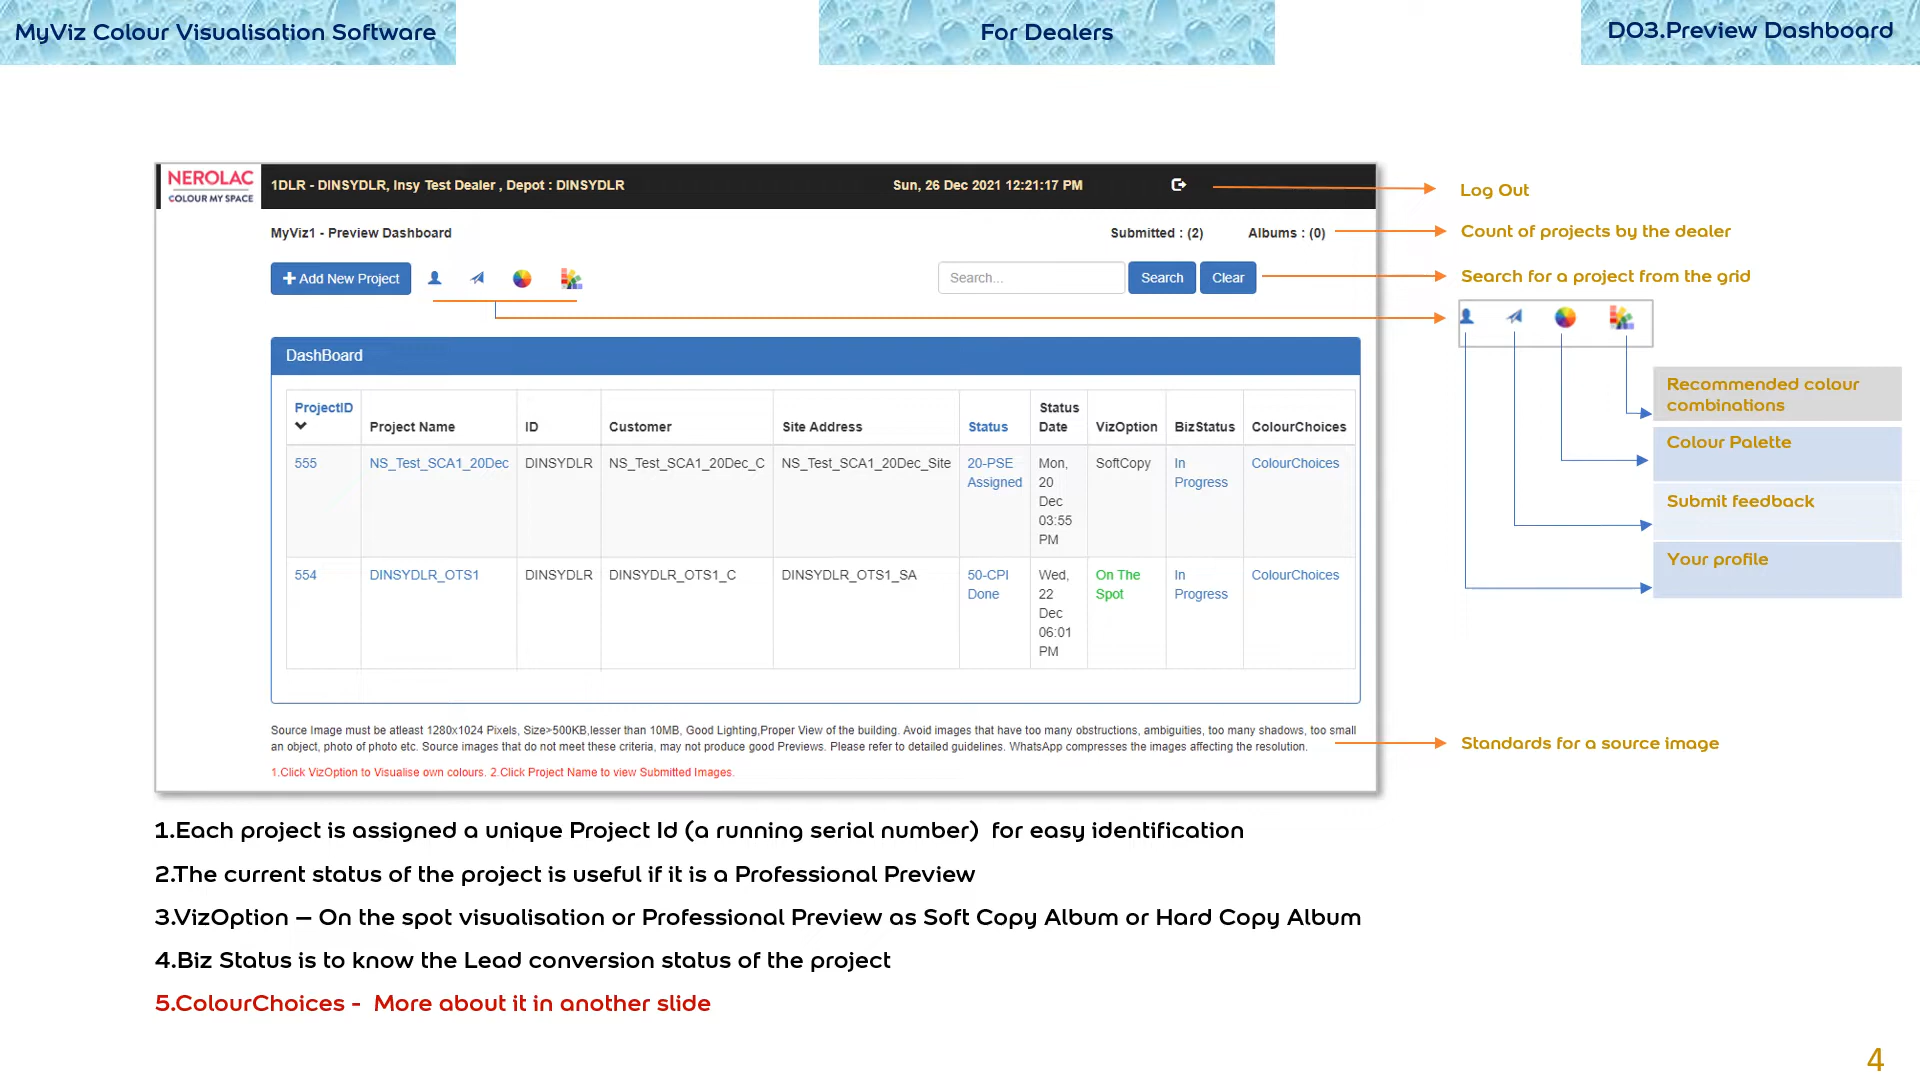 MyViz Colour Visualisation Software
For Dealers
DO3.Preview Dashboard
NEROLAC
COLOUR MY SPACE
1DLR - DINSYDLR, Insy Test Dealer , Depot : DINSYDLR
Sun, 26 Dec 2021 12:21:17 PM
Log Out
MyViz1 - Preview Dashboard
Submitted : (2)
Albums : (0)
Count of projects by the dealer
Add New Project
Search...
Search
Clear
Search for a project from the grid
DashBoard
Recommended colour
combinations
Colour Palette
Submit feedback
Your profile
ProjectID
Project Name
ID
Customer
Site Address
Status
Status
Date
VizOption
BizStatus
ColourChoices
555
NS_Test_SCA1_20Dec
DINSYDLR
NS_Test_SCA1_20Dec_C
NS_Test_SCA1_20Dec_Site
20-PSE
Assigned
Mon,
20
Dec
03:55
PM
SoftCopy
In
Progress
ColourChoices
554
DINSYDLR_OTS1
DINSYDLR
DINSYDLR_OTS1_C
DINSYDLR_OTS1_SA
50-CPI
Done
Wed,
22
Dec
06:01
PM
On The
Spot
In
Progress
ColourChoices
Source Image must be atleast 1280x1024 Pixels, Size>500KB,lesser than 10MB, Good Lighting,Proper View of the building. Avoid images that have too many obstructions, ambiguities, too many shadows, too small
an object, photo of photo etc. Source images that do not meet these criteria, may not produce good Previews. Please refer to detailed guidelines. WhatsApp compresses the images affecting the resolution.
Standards for a source image
1.Click VizOption to Visualise own colours. 2.Click Project Name to view Submitted Images.
1.Each project is assigned a unique Project Id (a running serial number)  for easy identification
2.The current status of the project is useful if it is a Professional Preview
3.VizOption – On the spot visualisation or Professional Preview as Soft Copy Album or Hard Copy Album
4.Biz Status is to know the Lead conversion status of the project
5.ColourChoices -  More about it in another slide
4